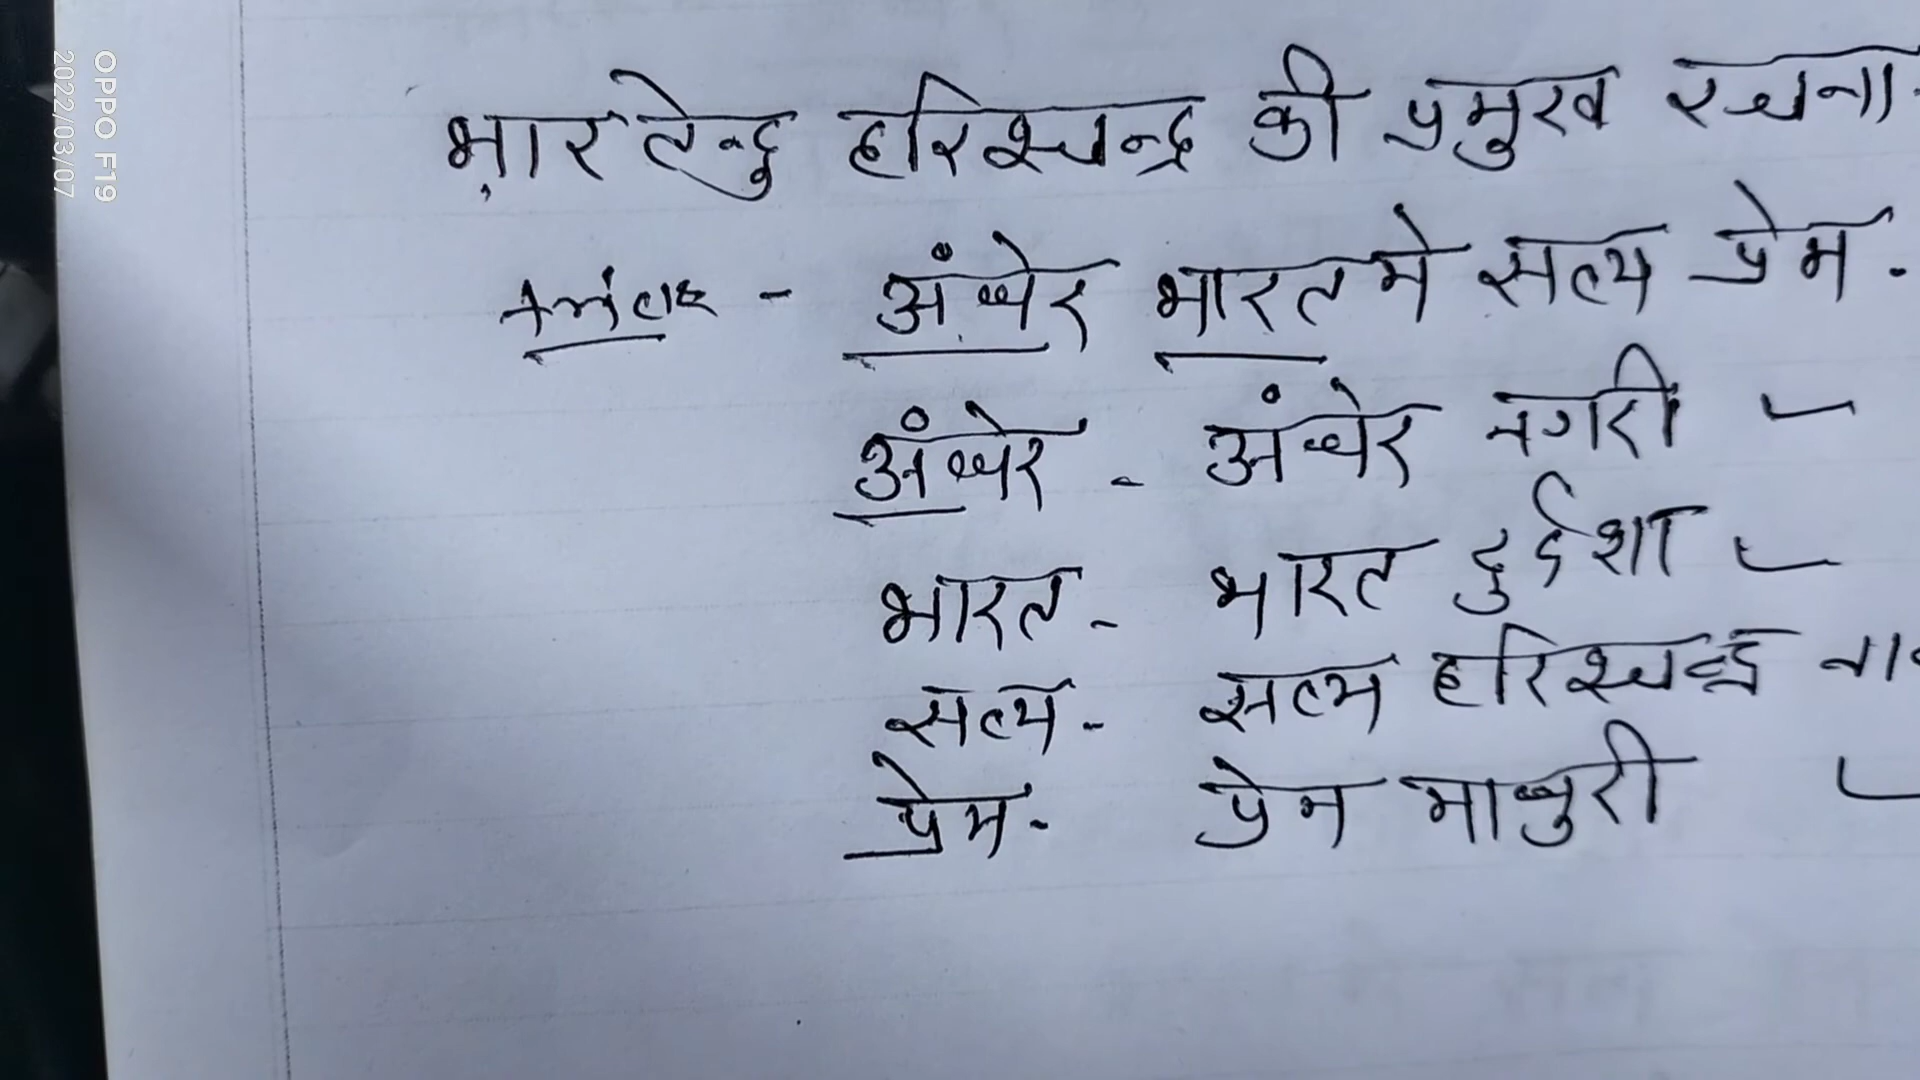 भारतेन्दु हरिश्चन्द्र की प्रमुख रचना
- अंधेर भारत मे सत्य प्रेम .
अंधेर - अंधेर नगरी
भारत - भारत दुर्दशा
सत्य - सत्य हरिश्चन्द्र
प्रेम - प्रेम माधुरी
OPPO F19
2022/03/07